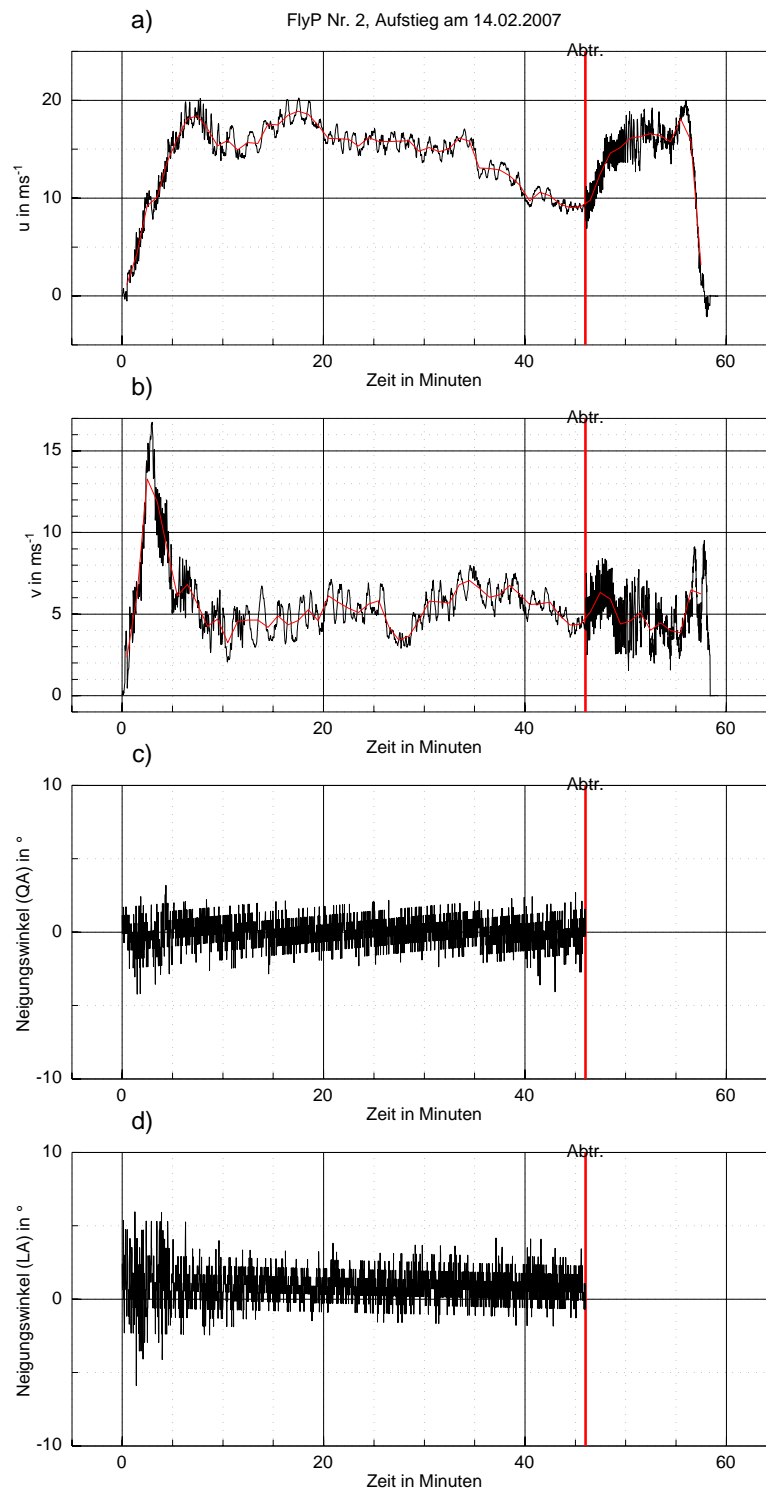 a)
FlyP Nr. 2, Aufstieg am 14.02.2007
Abtr.
20
10
0
u in ms⁻¹
0 20 40 60
Zeit in Minuten
b)
Abtr.
15
10
5
0
v in ms⁻¹
0 20 40 60
Zeit in Minuten
c)
Abtr.
10
0
-10
Neigungswinkel (QA) in °
0 20 40 60
Zeit in Minuten
d)
Abtr.
10
0
-10
Neigungswinkel (LA) in °
0 20 40 60
Zeit in Minuten